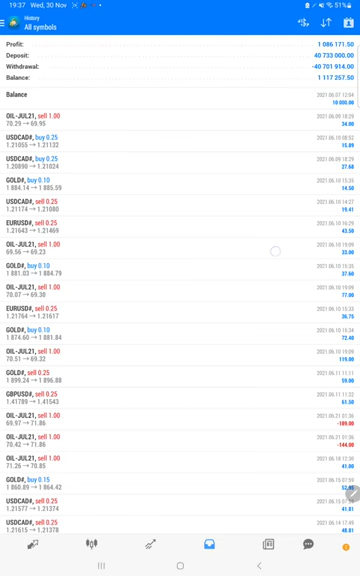 19:37 Wed, 30 Nov
51%
History
All symbols
Profit: 1 086 171.50
Deposit: 40 733 000.00
Withdrawal: -40 701 914.00
Balance: 1 117 257.50
Balance 2021.06.07 12:04
10 000.00
OIL-JUL21, sell 1.00 2021.06.09 18:29
70.29 → 69.95 34.00
USDCAD#, buy 0.25 2021.06.10 08:52
1.21055 → 1.21132 15.89
USDCAD#, buy 0.25 2021.06.09 18:29
1.20890 → 1.21024 27.68
GOLD#, buy 0.10 2021.06.10 15:35
1 884.14 → 1 885.59 14.50
USDCAD#, sell 0.25 2021.06.10 14:27
1.21174 → 1.21080 19.41
EURUSD#, sell 0.25 2021.06.10 16:29
1.21643 → 1.21469 43.50
OIL-JUL21, sell 1.00 2021.06.10 19:09
69.56 → 69.23 33.00
GOLD#, buy 0.10 2021.06.10 15:35
1 881.03 → 1 884.79 37.60
OIL-JUL21, sell 1.00 2021.06.10 19:09
70.07 → 69.30 77.00
EURUSD#, sell 0.25 2021.06.10 15:33
1.21764 → 1.21617 36.75
GOLD#, buy 0.10 2021.06.10 15:34
1 874.60 → 1 881.84 72.40
OIL-JUL21, sell 1.00 2021.06.10 19:09
70.51 → 69.32 119.00
GOLD#, sell 0.25 2021.06.11 11:11
1 899.24 → 1 896.88 59.00
GBPUSD#, sell 0.25 2021.06.11 11:32
1.41789 → 1.41543 61.50
OIL-JUL21, sell 1.00 2021.06.21 01:36
69.97 → 71.86 -189.00
OIL-JUL21, sell 1.00 2021.06.21 01:36
70.42 → 71.86 -144.00
OIL-JUL21, sell 1.00 2021.06.18 12:30
71.26 → 70.85 41.00
GOLD#, buy 0.15 2021.06.15 07:59
1 860.89 → 1 864.42
USDCAD#, sell 0.25
1.21577 → 1.21374 41.81
USDCAD#, sell 0.25 2021.06.14 17:45
1.21615 → 1.21378 48.81